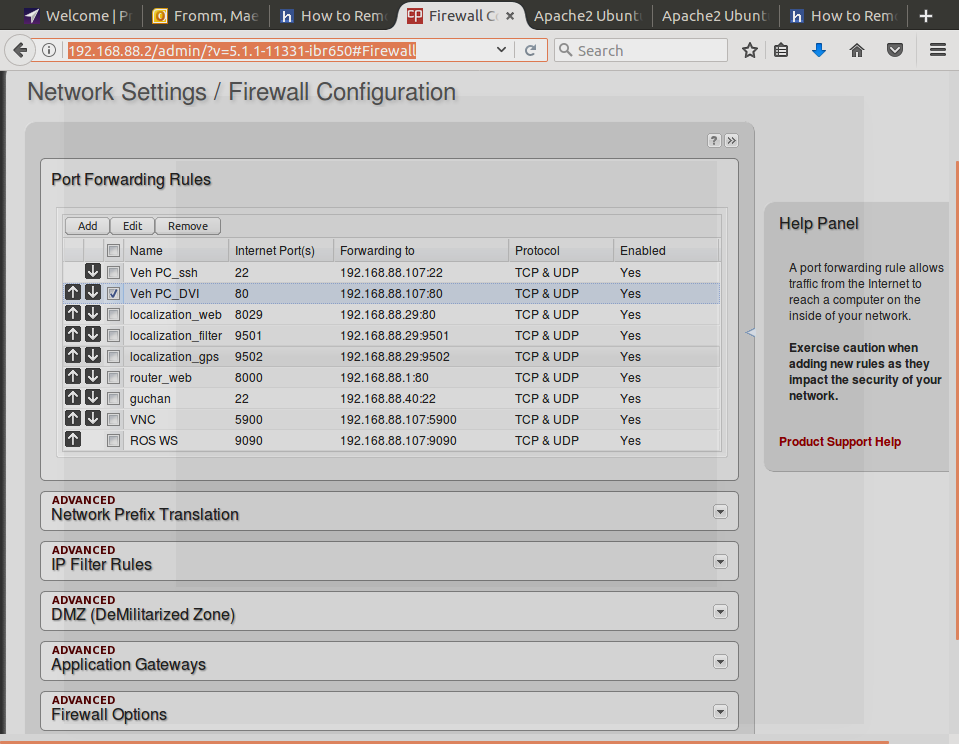 Welcome | Pr
Fromm, Mae
How to Rem
Firewall C
Apache2 Ubunt
Apache2 Ubunt
How to Rem
192.168.88.2/admin/?v=5.1.1-11331-ibr650#Firewall
Search
Network Settings / Firewall Configuration
Port Forwarding Rules
Add Edit Remove
Name Internet Port(s) Forwarding to Protocol Enabled
Veh PC_ssh 22 192.168.88.107:22 TCP & UDP Yes
Veh PC_DVI 80 192.168.88.107:80 TCP & UDP Yes
localization_web 8029 192.168.88.29:80 TCP & UDP Yes
localization_filter 9501 192.168.88.29:9501 TCP & UDP Yes
localization_gps 9502 192.168.88.29:9502 TCP & UDP Yes
router_web 8000 192.168.88.1:80 TCP & UDP Yes
guchan 22 192.168.88.40:22 TCP & UDP Yes
VNC 5900 192.168.88.107:5900 TCP & UDP Yes
ROS WS 9090 192.168.88.107:9090 TCP & UDP Yes
ADVANCED
Network Prefix Translation
ADVANCED
IP Filter Rules
ADVANCED
DMZ (DeMilitarized Zone)
ADVANCED
Application Gateways
ADVANCED
Firewall Options
Help Panel
A port forwarding rule allows
traffic from the Internet to
reach a computer on the
inside of your network.
Exercise caution when
adding new rules as they
impact the security of your
network.
Product Support Help